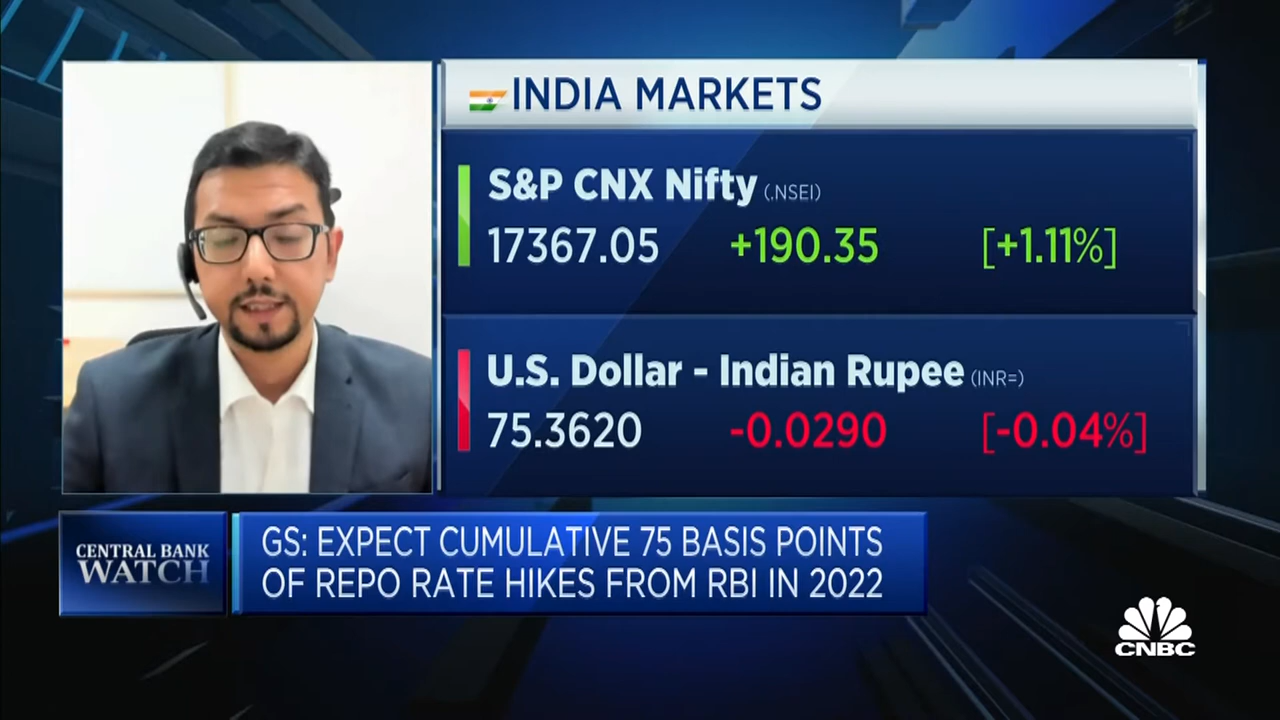 INDIA MARKETS
S&P CNX Nifty (.NSEI)
17367.05 +190.35 [+1.11%]
U.S. Dollar - Indian Rupee (INR=)
75.3620 -0.0290 [-0.04%]
CENTRAL BANK
WATCH
GS: EXPECT CUMULATIVE 75 BASIS POINTS
OF REPO RATE HIKES FROM RBI IN 2022
CNBC